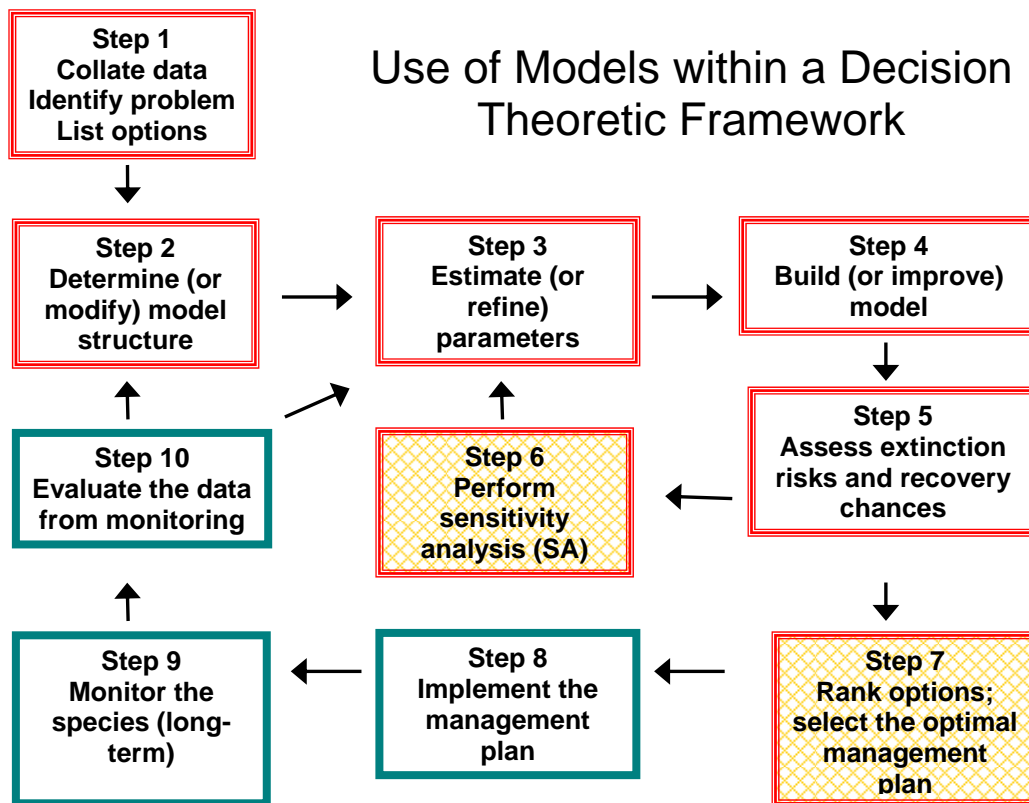 Use of Models within a Decision
Theoretic Framework
Step 1
Collate data
Identify problem
List options
Step 2
Determine (or
modify) model
structure
Step 3
Estimate (or
refine)
parameters
Step 4
Build (or improve)
model
Step 5
Assess extinction
risks and recovery
chances
Step 6
Perform
sensitivity
analysis (SA)
Step 7
Rank options;
select the optimal
management
plan
Step 8
Implement the
management
plan
Step 9
Monitor the
species (long-
term)
Step 10
Evaluate the data
from monitoring